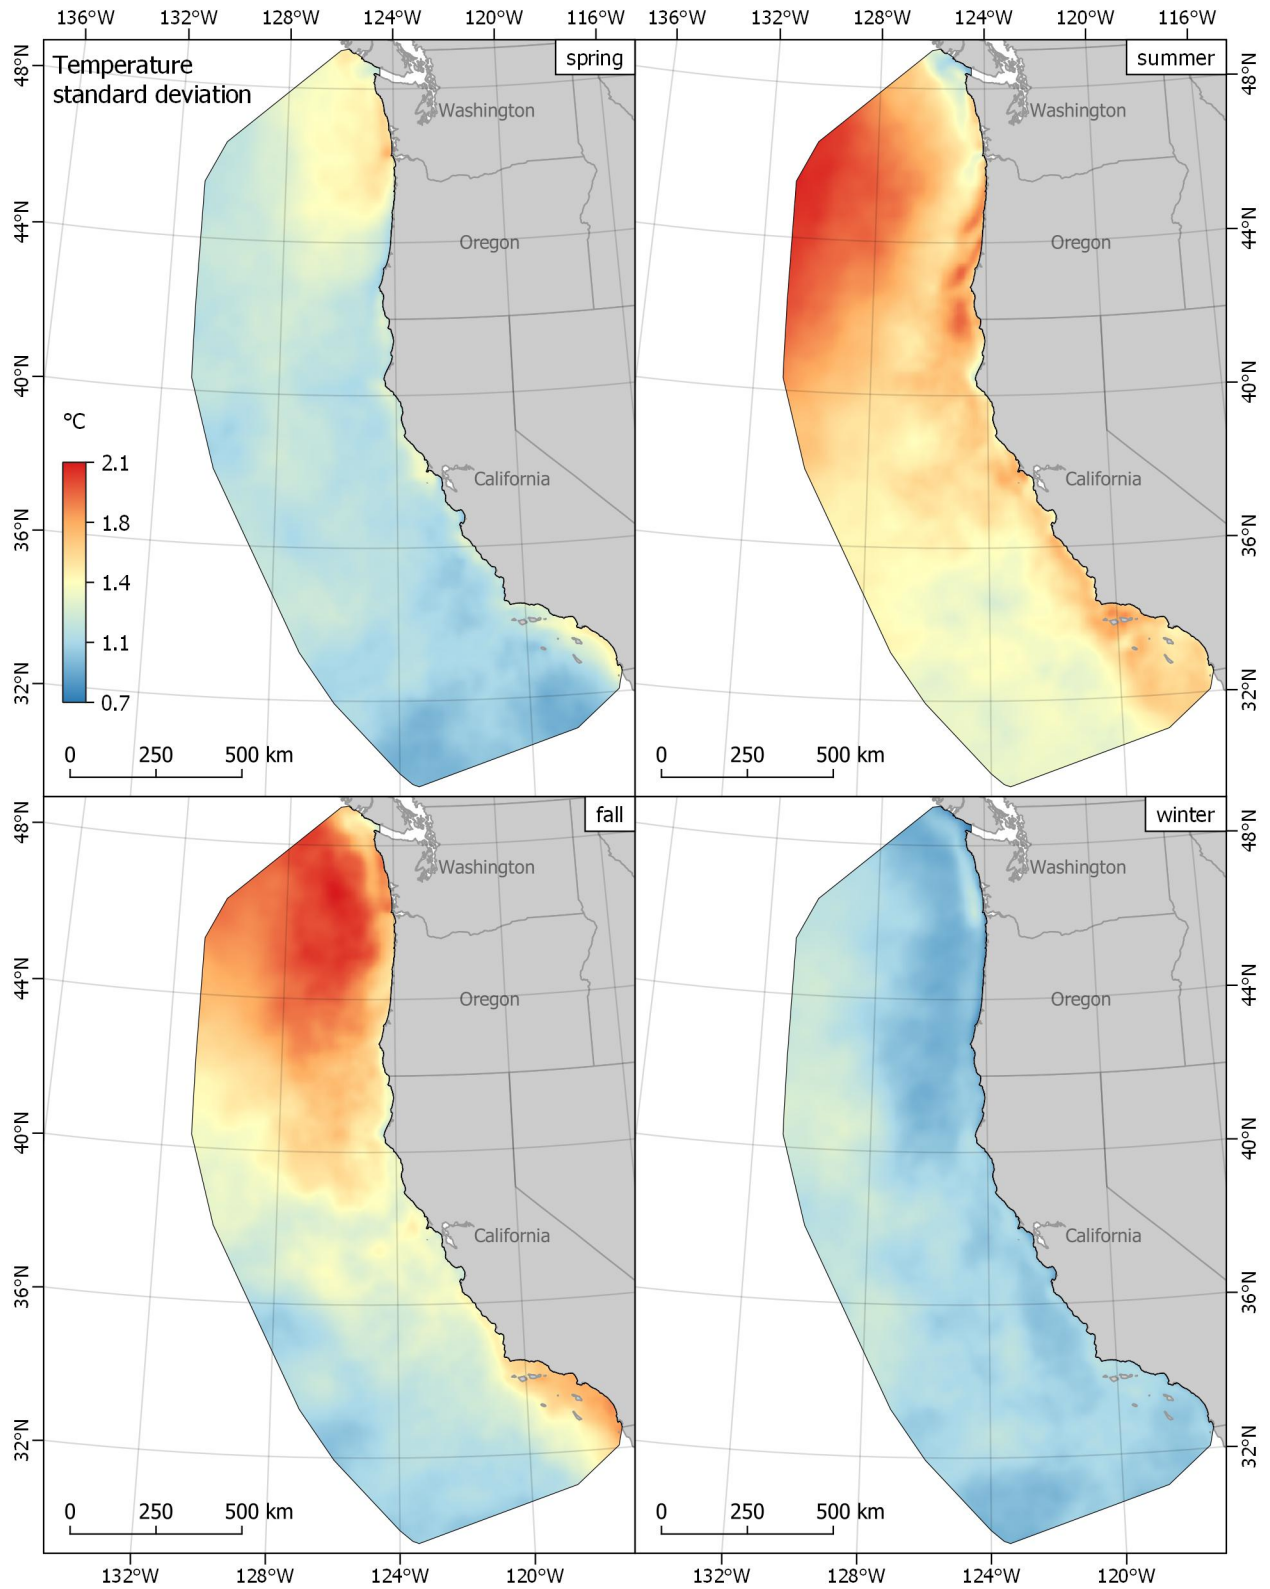 136°W 132°W 128°W 124°W 120°W 116°W 136°W 132°W 128°W 124°W 120°W 116°W
Temperature
standard deviation
spring
summer
48°N
48°N
Washington
Washington
44°N
44°N
Oregon
Oregon
40°N
40°N
°C
2.1
1.8
1.4
1.1
0.7
California
California
36°N
36°N
32°N
32°N
0 250 500 km
0 250 500 km
fall
winter
48°N
48°N
Washington
Washington
44°N
44°N
Oregon
Oregon
40°N
40°N
California
California
36°N
36°N
32°N
32°N
0 250 500 km
0 250 500 km
132°W 128°W 124°W 120°W 132°W 128°W 124°W 120°W